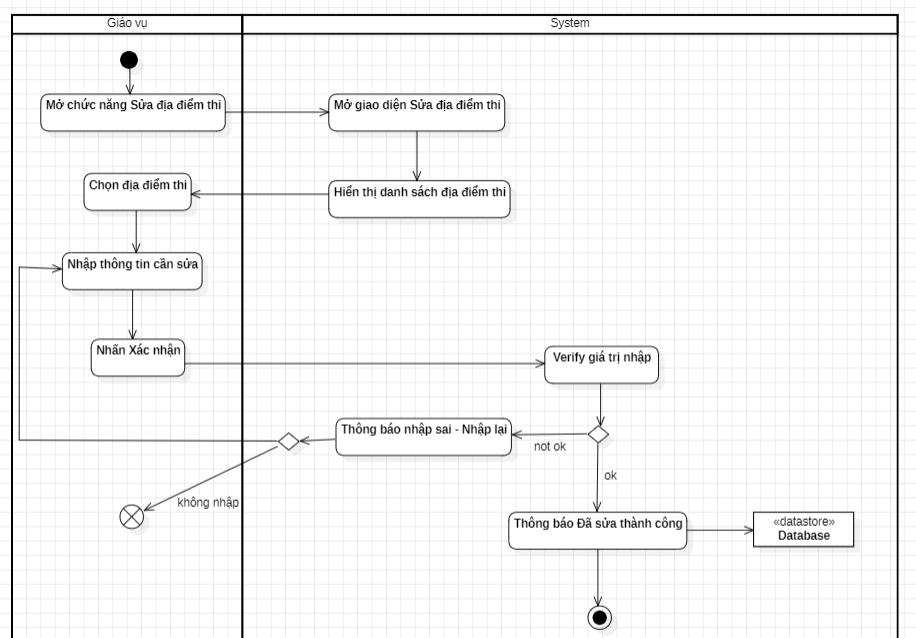 Giáo vụ
System
Mở chức năng Sửa địa điểm thi
Mở giao diện Sửa địa điểm thi
Chọn địa điểm thi
Hiển thị danh sách địa điểm thi
Nhập thông tin cần sửa
Nhấn Xác nhận
Verify giá trị nhập
Thông báo nhập sai - Nhập lại
not ok
ok
không nhập
Thông báo Đã sửa thành công
«datastore»
Database